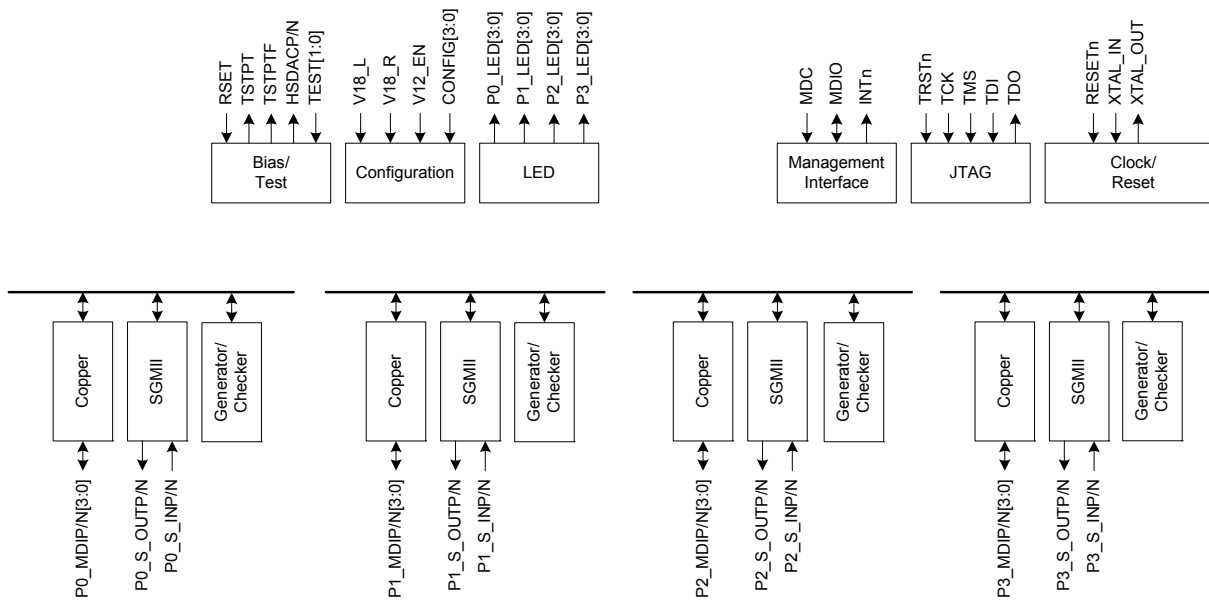 RSET
TSTPT
TSTPTF
HSDACP/N
TEST[1:0]
V18_L
V18_R
V12_EN
CONFIG[3:0]
P0_LED[3:0]
P1_LED[3:0]
P2_LED[3:0]
P3_LED[3:0]
MDC
MDIO
INTn
TRSTn
TCK
TMS
TDI
TDO
RESETn
XTAL_IN
XTAL_OUT
Bias/
Test
Configuration
LED
Management
Interface
JTAG
Clock/
Reset
Copper
SGMII
Generator/
Checker
Copper
SGMII
Generator/
Checker
Copper
SGMII
Generator/
Checker
Copper
SGMII
Generator/
Checker
P0_MDIP/N[3:0]
P0_S_OUTP/N
P0_S_INP/N
P1_MDIP/N[3:0]
P1_S_OUTP/N
P1_S_INP/N
P2_MDIP/N[3:0]
P2_S_OUTP/N
P2_S_INP/N
P3_MDIP/N[3:0]
P3_S_OUTP/N
P3_S_INP/N